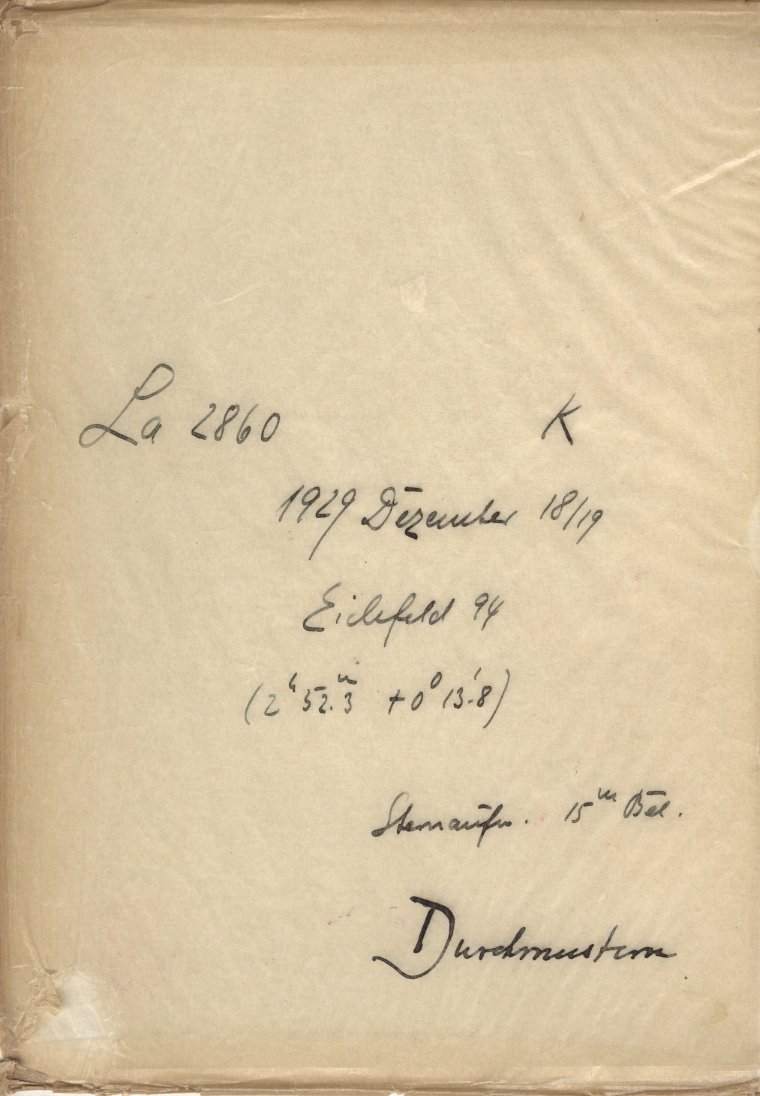 La 2860 K
1929 Dezember 18/19
Eichfeld 94
(2h 52.m3 +0° 13.'8)
Sternaufn. 15m Bel.
Durchmustern